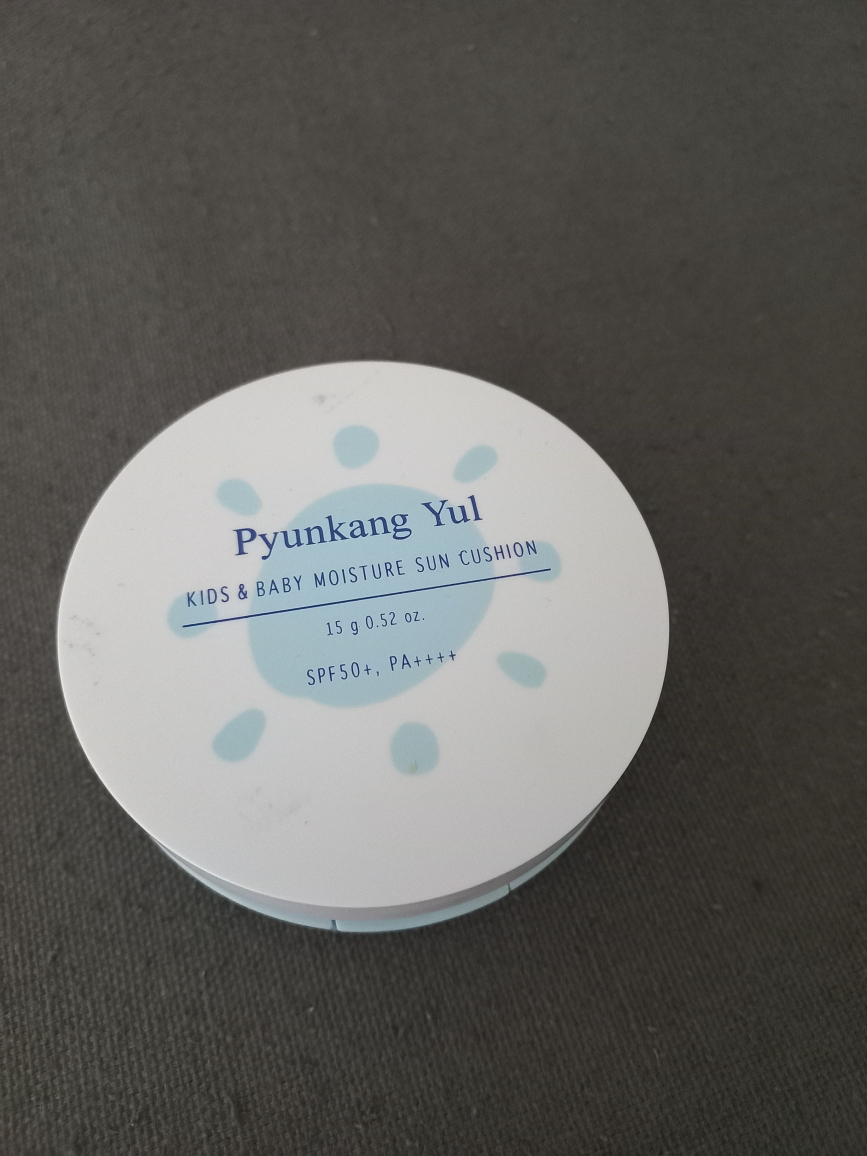 Pyunkang Yul
KIDS & BABY MOISTURE SUN CUSHION
15 g 0.52 oz.
SPF50+, PA++++